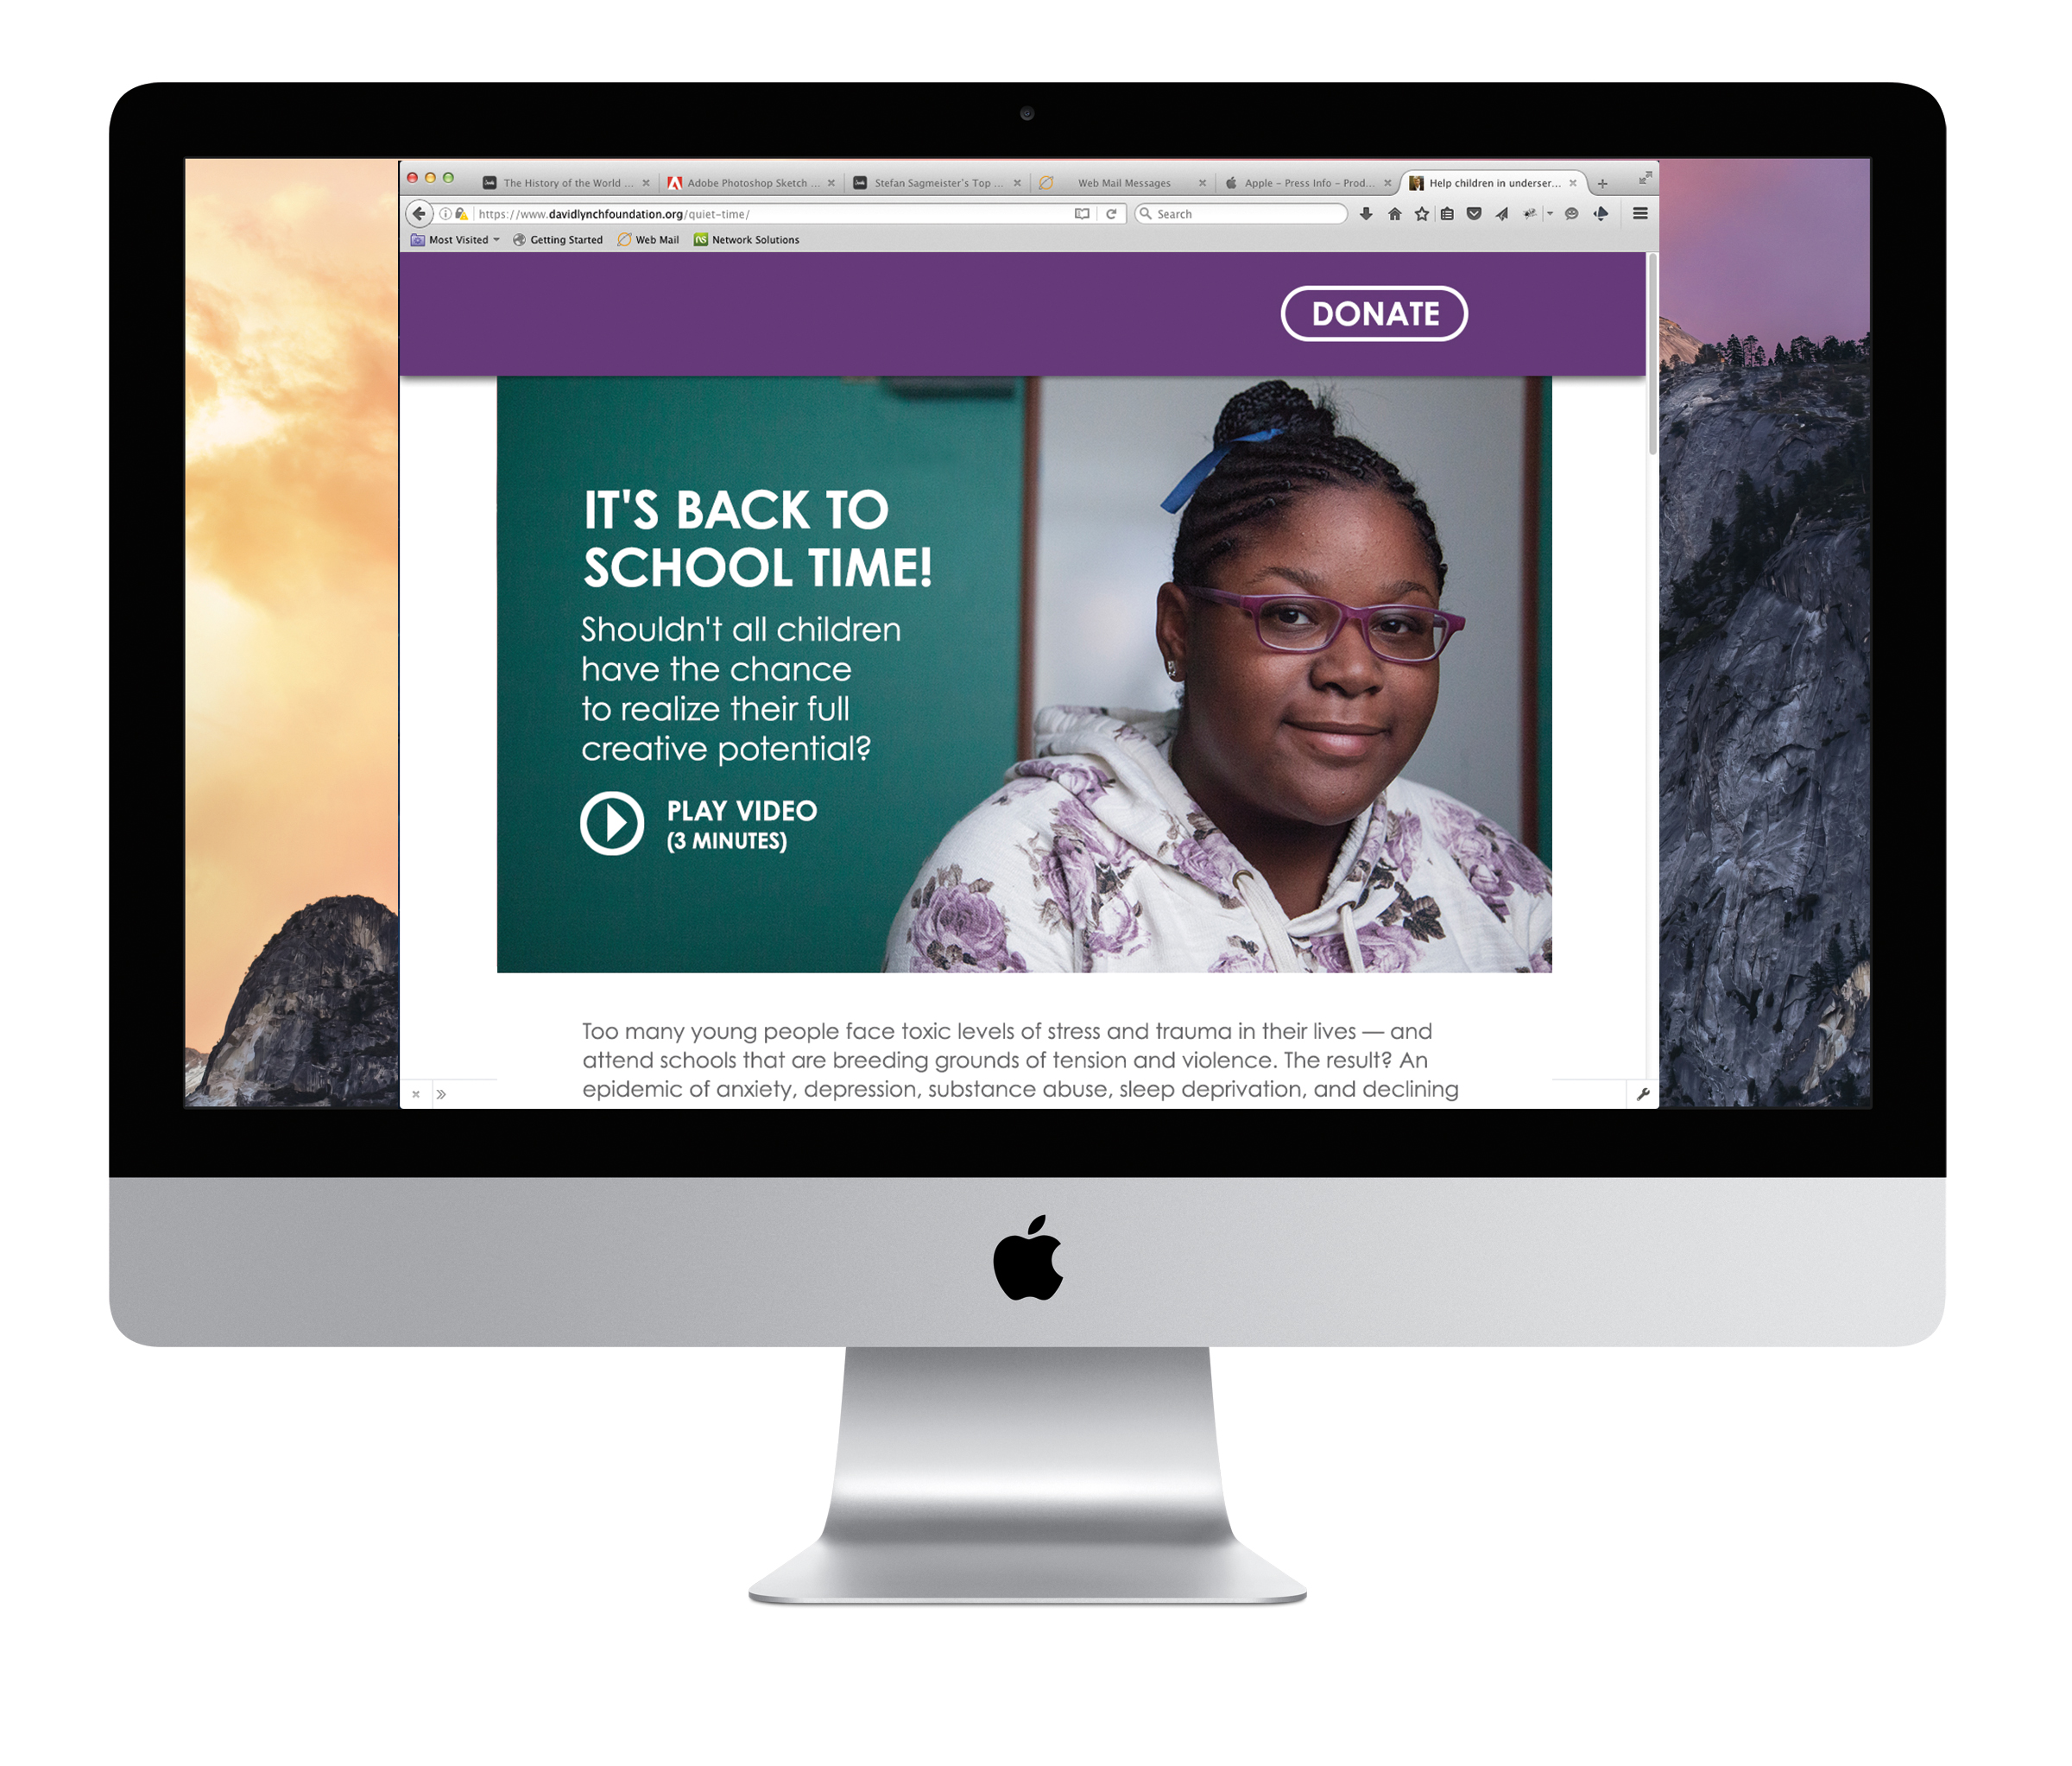 The History of the World ...
Adobe Photoshop Sketch ...
Stefan Sagmeister's Top ...
Web Mail Messages
Apple - Press Info - Prod...
Help children in underser...
https://www.davidlynchfoundation.org/quiet-time/
Search
Most Visited
Getting Started
Web Mail
Network Solutions
DONATE
IT'S BACK TO
SCHOOL TIME!
Shouldn't all children
have the chance
to realize their full
creative potential?
PLAY VIDEO
(3 MINUTES)
Too many young people face toxic levels of stress and trauma in their lives — and
attend schools that are breeding grounds of tension and violence. The result? An
epidemic of anxiety, depression, substance abuse, sleep deprivation, and declining